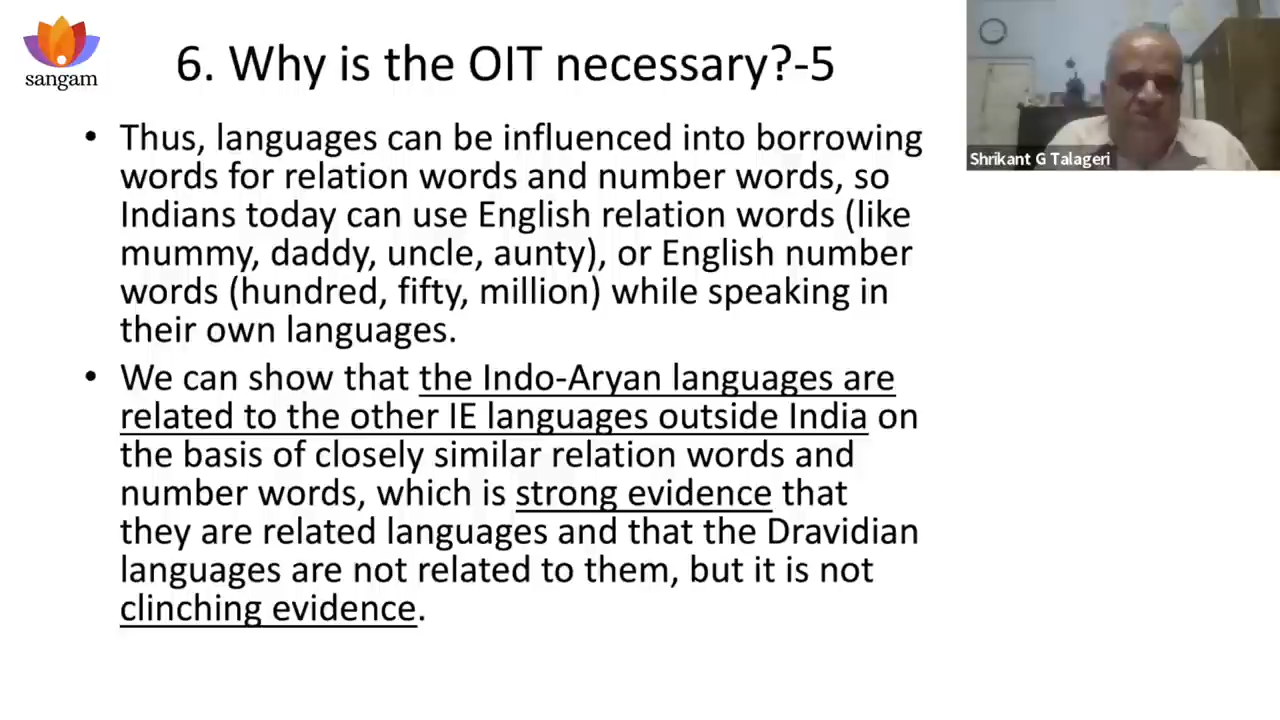 sangam
6. Why is the OIT necessary?-5
• Thus, languages can be influenced into borrowing
words for relation words and number words, so
Indians today can use English relation words (like
mummy, daddy, uncle, aunty), or English number
words (hundred, fifty, million) while speaking in
their own languages.
• We can show that the Indo-Aryan languages are
related to the other IE languages outside India on
the basis of closely similar relation words and
number words, which is strong evidence that
they are related languages and that the Dravidian
languages are not related to them, but it is not
clinching evidence.
Shrikant G Talageri